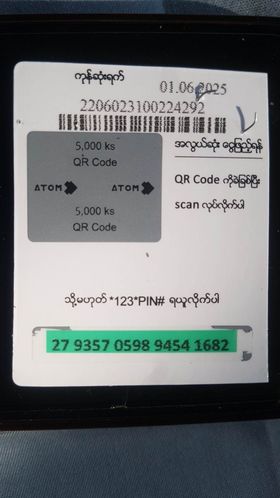 ကုန်ဆုံးရက် 01.06.2025
2206023100224292
5,000 ks
QR Code
ATOM ATOM
5,000 ks
QR Code
အလွယ်ဆုံး ငွေဖြည့်ရန်
QR Code ကိုခဲခြစ်ပြီး
scan လုပ်လိုက်ပါ
သို့မဟုတ် *123*PIN# ရယူလိုက်ပါ
27 9357 0598 9454 1682